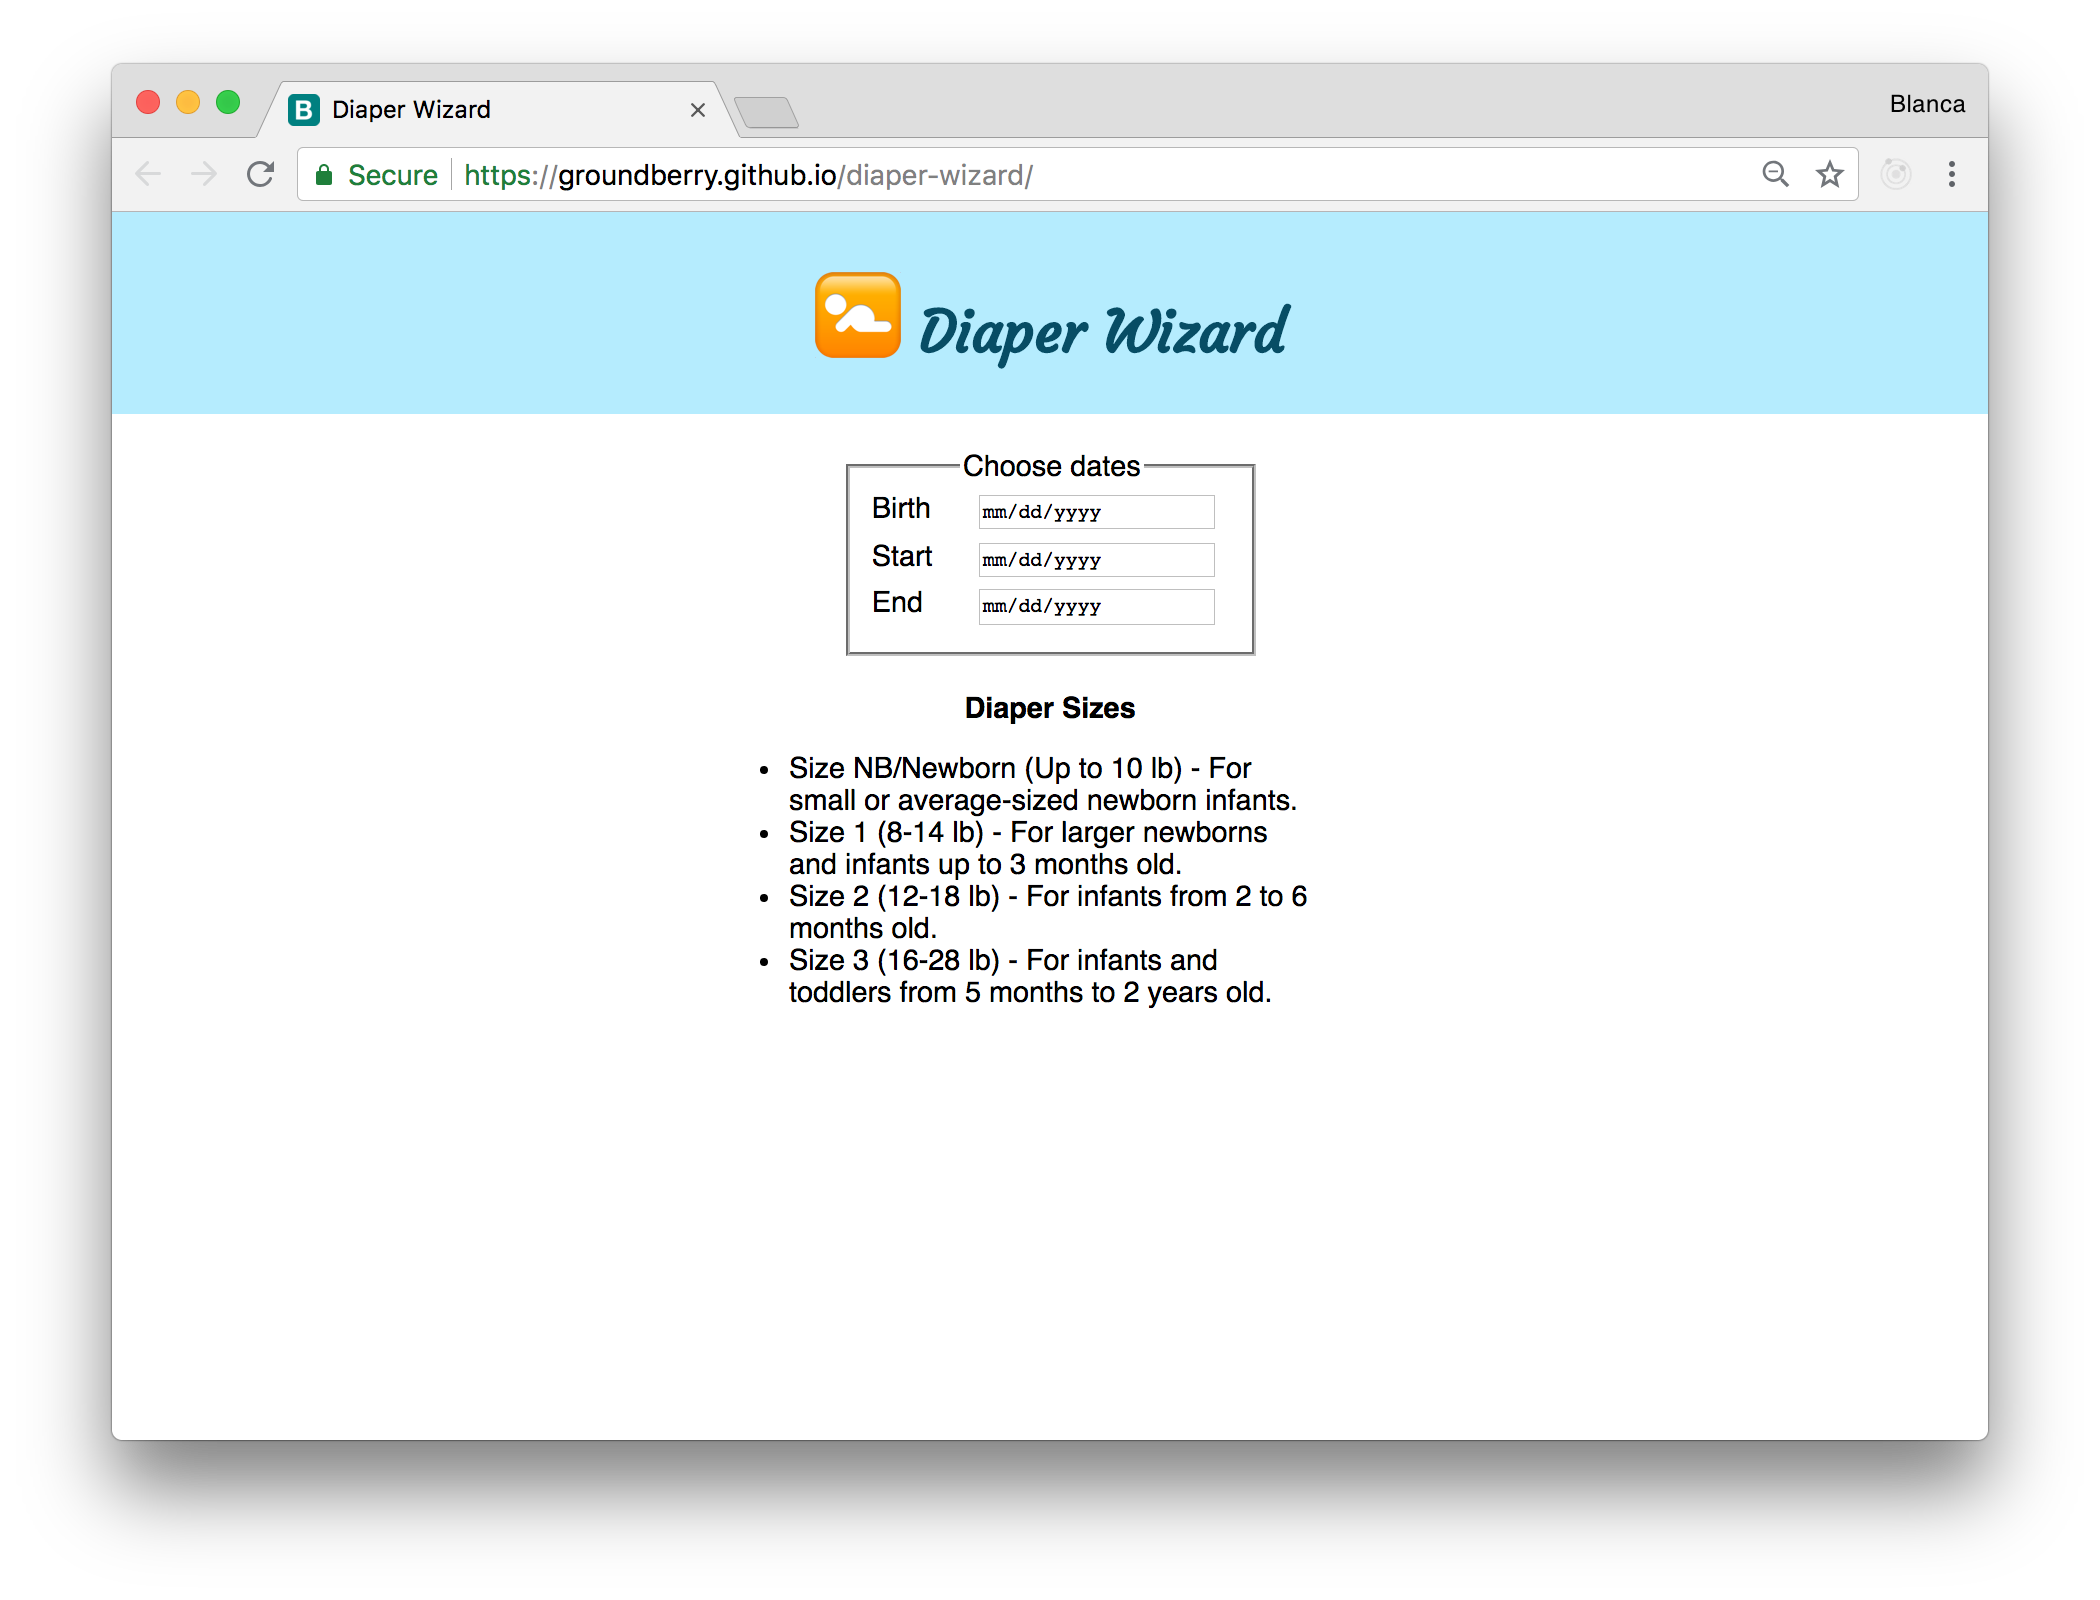 B Diaper Wizard
Blanca
Secure https://groundberry.github.io/diaper-wizard/
Diaper Wizard
Choose dates
Birth mm/dd/yyyy
Start mm/dd/yyyy
End mm/dd/yyyy
Diaper Sizes
• Size NB/Newborn (Up to 10 lb) - For
small or average-sized newborn infants.
• Size 1 (8-14 lb) - For larger newborns
and infants up to 3 months old.
• Size 2 (12-18 lb) - For infants from 2 to 6
months old.
• Size 3 (16-28 lb) - For infants and
toddlers from 5 months to 2 years old.